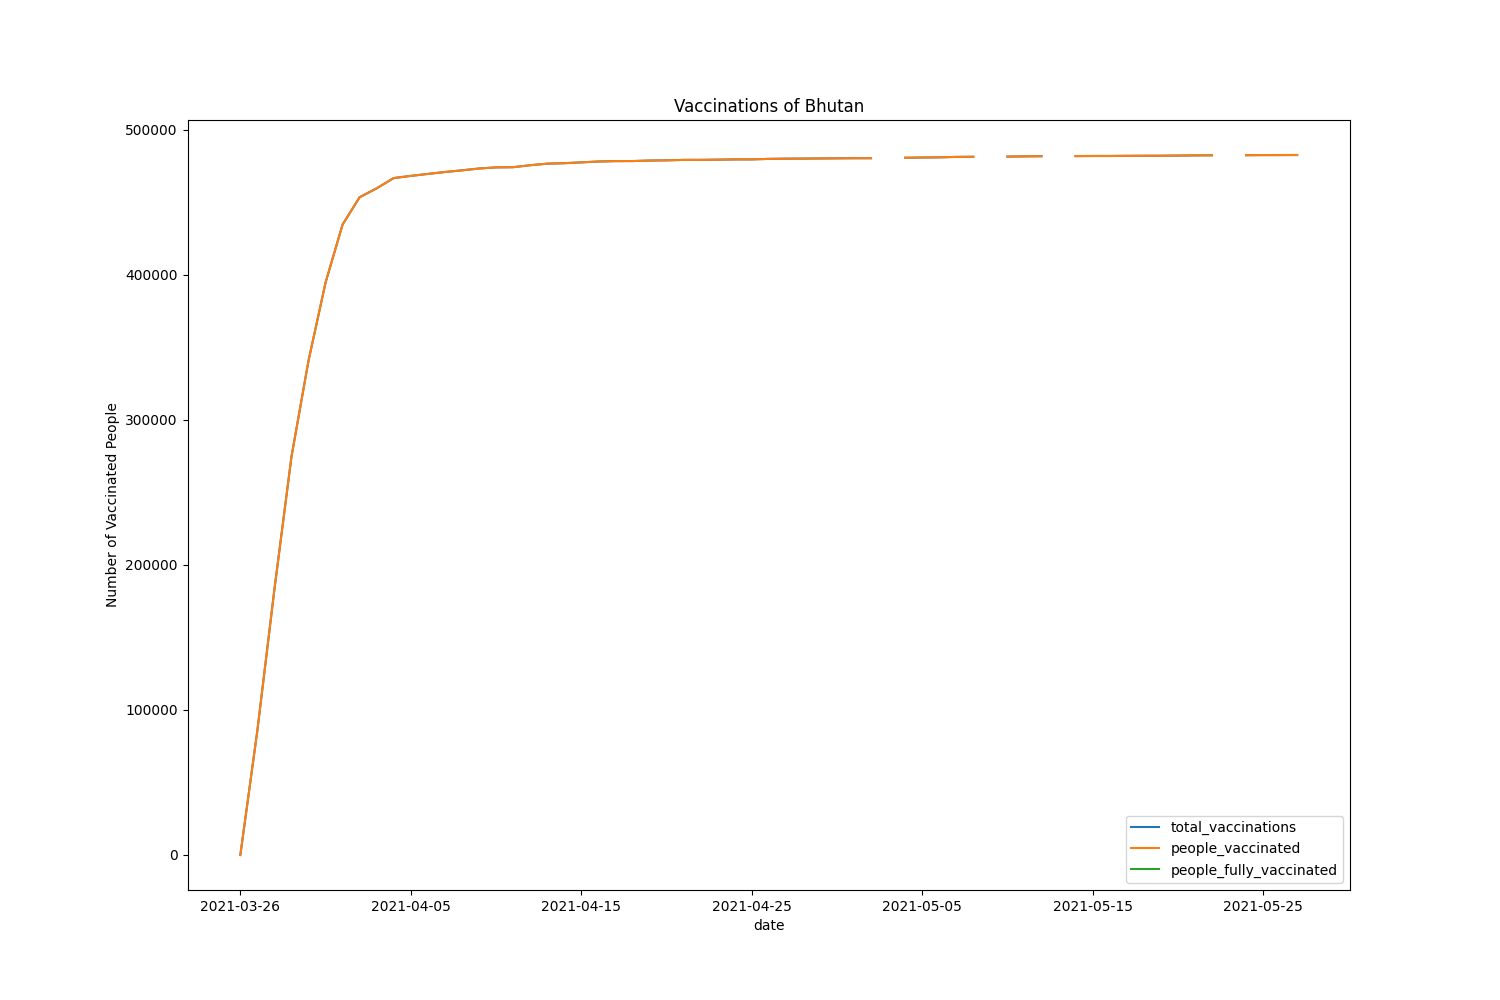 Vaccinations of Bhutan
500000
400000
300000
200000
100000
0
Number of Vaccinated People
2021-03-26 2021-04-05 2021-04-15 2021-04-25 2021-05-05 2021-05-15 2021-05-25
date
total_vaccinations
people_vaccinated
people_fully_vaccinated